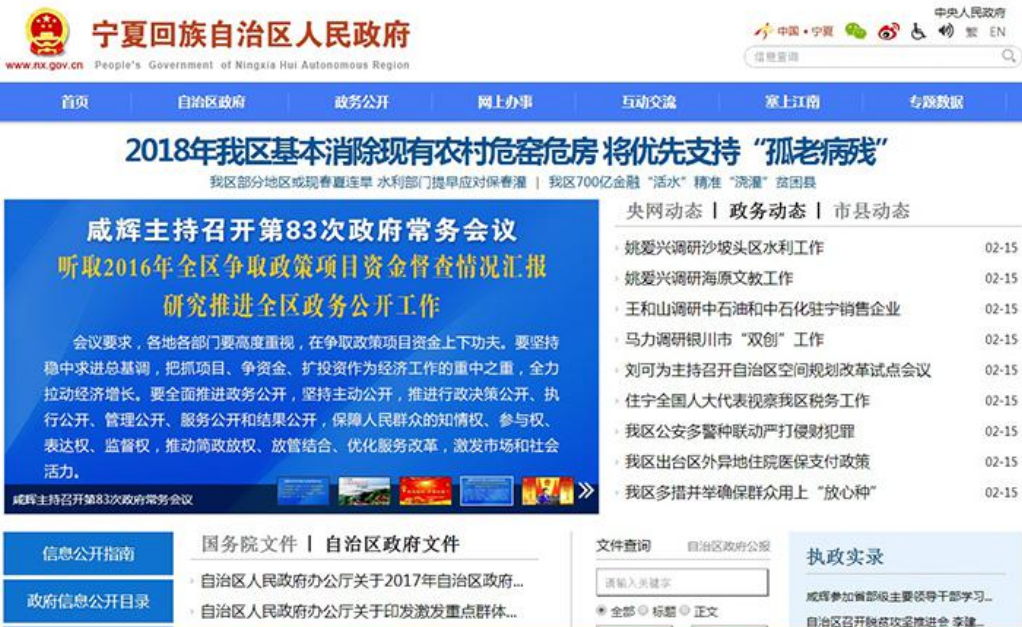 中央人民政府
宁夏回族自治区人民政府
中国·宁夏 繁 EN
www.nx.gov.cn People's Government of Ningxia Hui Autonomous Region
信息查询
首页 自治区政府 政务公开 网上办事 互动交流 塞上江南 专题数据
2018年我区基本消除现有农村危窑危房 将优先支持“孤老病残”
我区部分地区或现春夏连旱 水利部门提早应对保春灌 | 我区700亿金融“活水”精准“浇灌”贫困县
央网动态 | 政务动态 | 市县动态
咸辉主持召开第83次政府常务会议
听取2016年全区争取政策项目资金督查情况汇报
研究推进全区政务公开工作
会议要求，各地各部门要高度重视，在争取政策项目资金上下功夫。要坚持
稳中求进总基调，把抓项目、争资金、扩投资作为经济工作的重中之重，全力
拉动经济增长。要全面推进政务公开，坚持主动公开，推进行政决策公开、执
行公开、管理公开、服务公开和结果公开，保障人民群众的知情权、参与权、
表达权、监督权，推动简政放权、放管结合、优化服务改革，激发市场和社会
活力。
咸辉主持召开第83次政府常务会议
姚爱兴调研沙坡头区水利工作 02-15
姚爱兴调研海原文教工作 02-15
王和山调研中石油和中石化驻宁销售企业 02-15
马力调研银川市“双创”工作 02-15
刘可为主持召开自治区空间规划改革试点会议 02-15
住宁全国人大代表视察我区税务工作 02-15
我区公安多警种联动严打侵财犯罪 02-15
我区出台区外异地住院医保支付政策 02-15
我区多措并举确保群众用上“放心种” 02-15
信息公开指南
政府信息公开目录
国务院文件 | 自治区政府文件
自治区人民政府办公厅关于2017年自治区政府...
自治区人民政府办公厅关于印发激发重点群体...
文件查询 自治区政府公报
请输入关键字
全部 标题 正文
执政实录
咸辉参加省部级主要领导干部学习...
自治区召开脱贫攻坚推进会 李建...